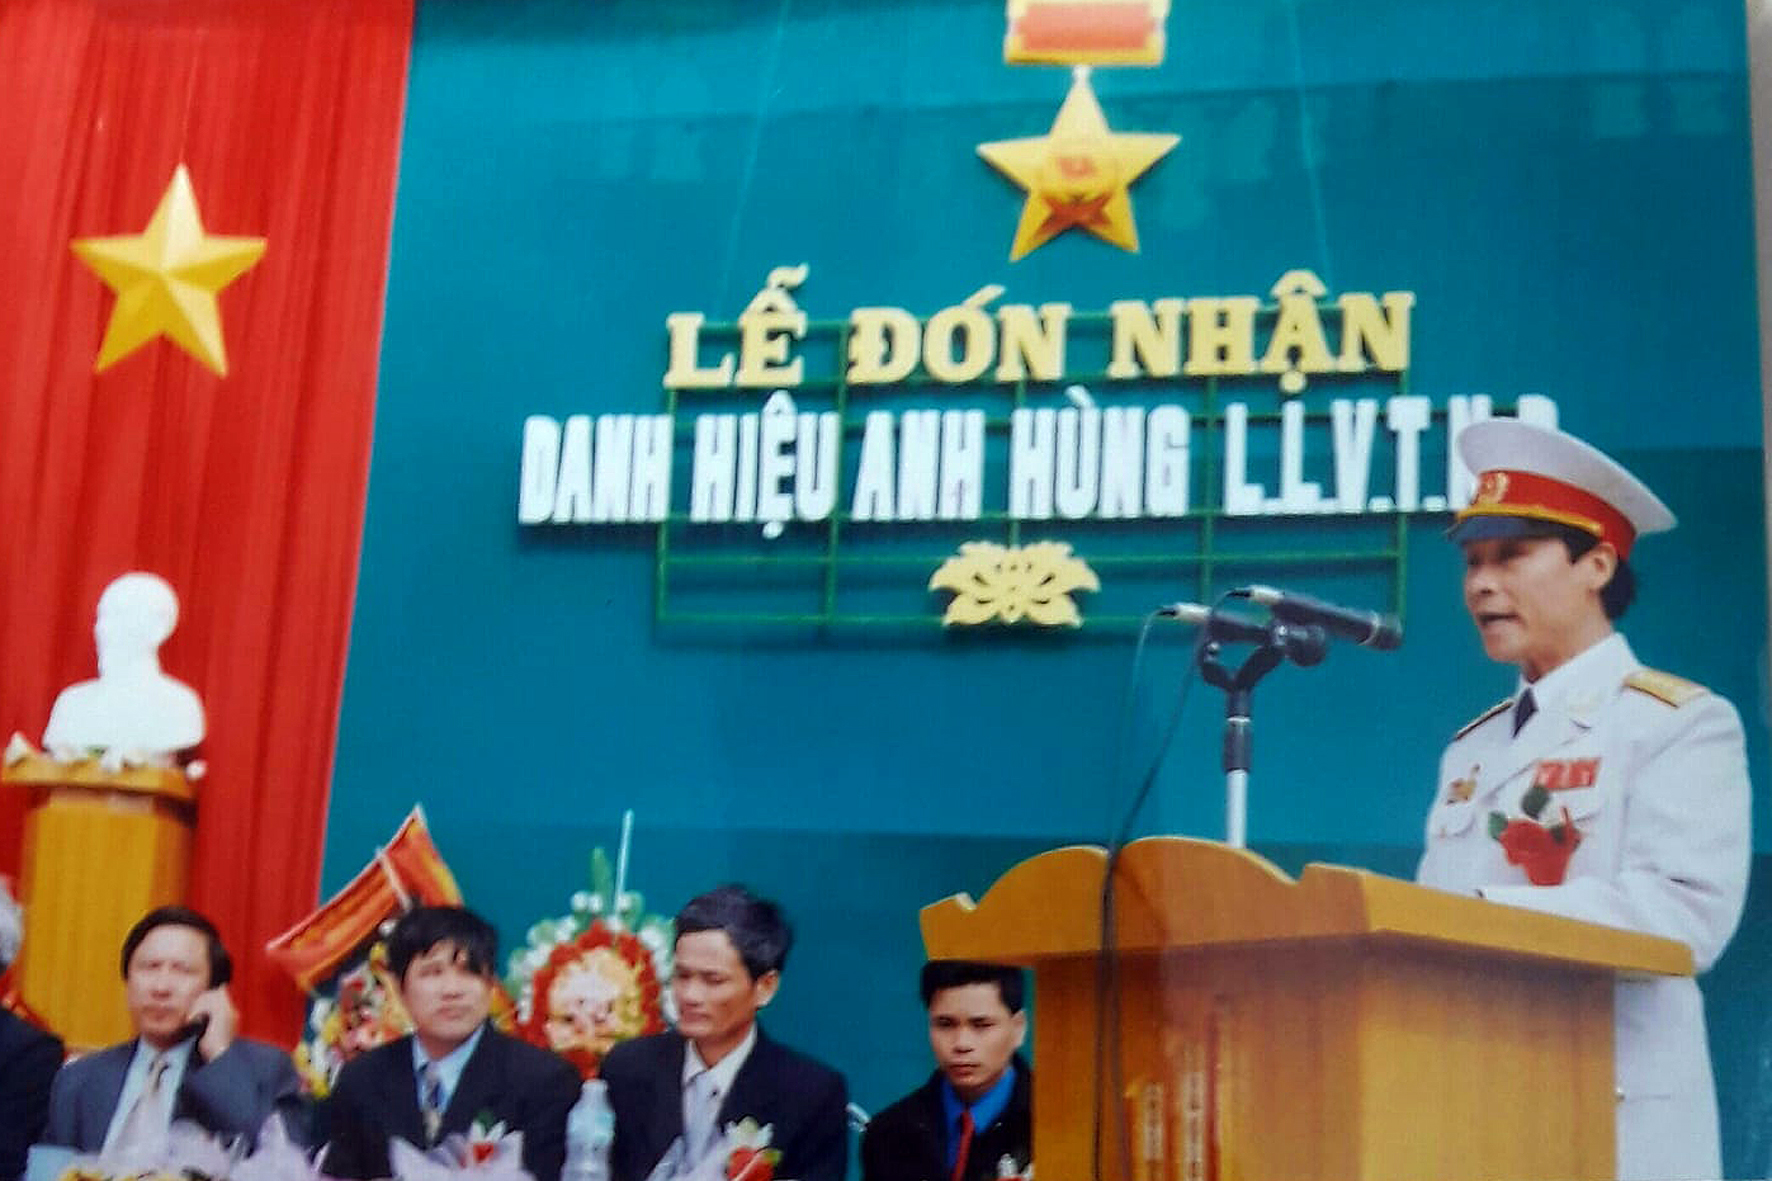 LỄ ĐÓN NHẬN
DANH HIỆU ANH HÙNG L.L.V.T.N.D